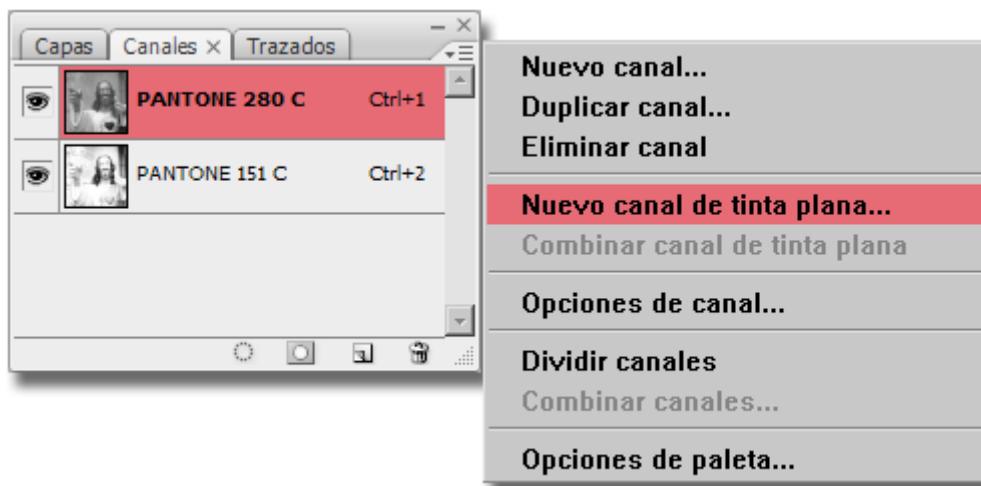 Capas Canales × Trazados
PANTONE 280 C Ctrl+1
PANTONE 151 C Ctrl+2
Nuevo canal...
Duplicar canal...
Eliminar canal
Nuevo canal de tinta plana...
Combinar canal de tinta plana
Opciones de canal...
Dividir canales
Combinar canales...
Opciones de paleta...